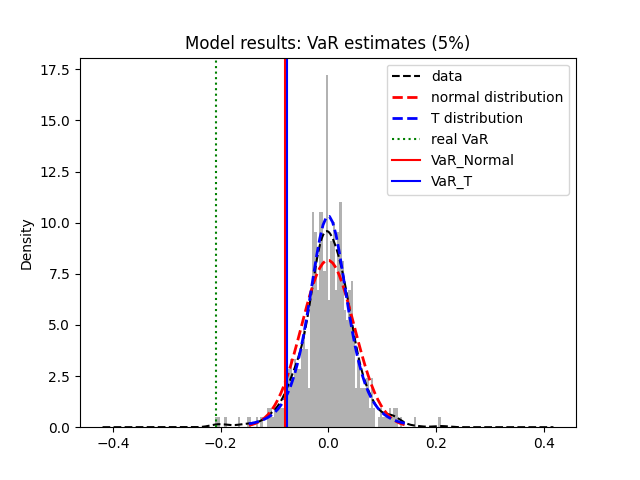 Model results: VaR estimates (5%)
17.5
15.0
12.5
10.0
7.5
5.0
2.5
0.0
Density
data
normal distribution
T distribution
real VaR
VaR_Normal
VaR_T
−0.4
−0.2
0.0
0.2
0.4